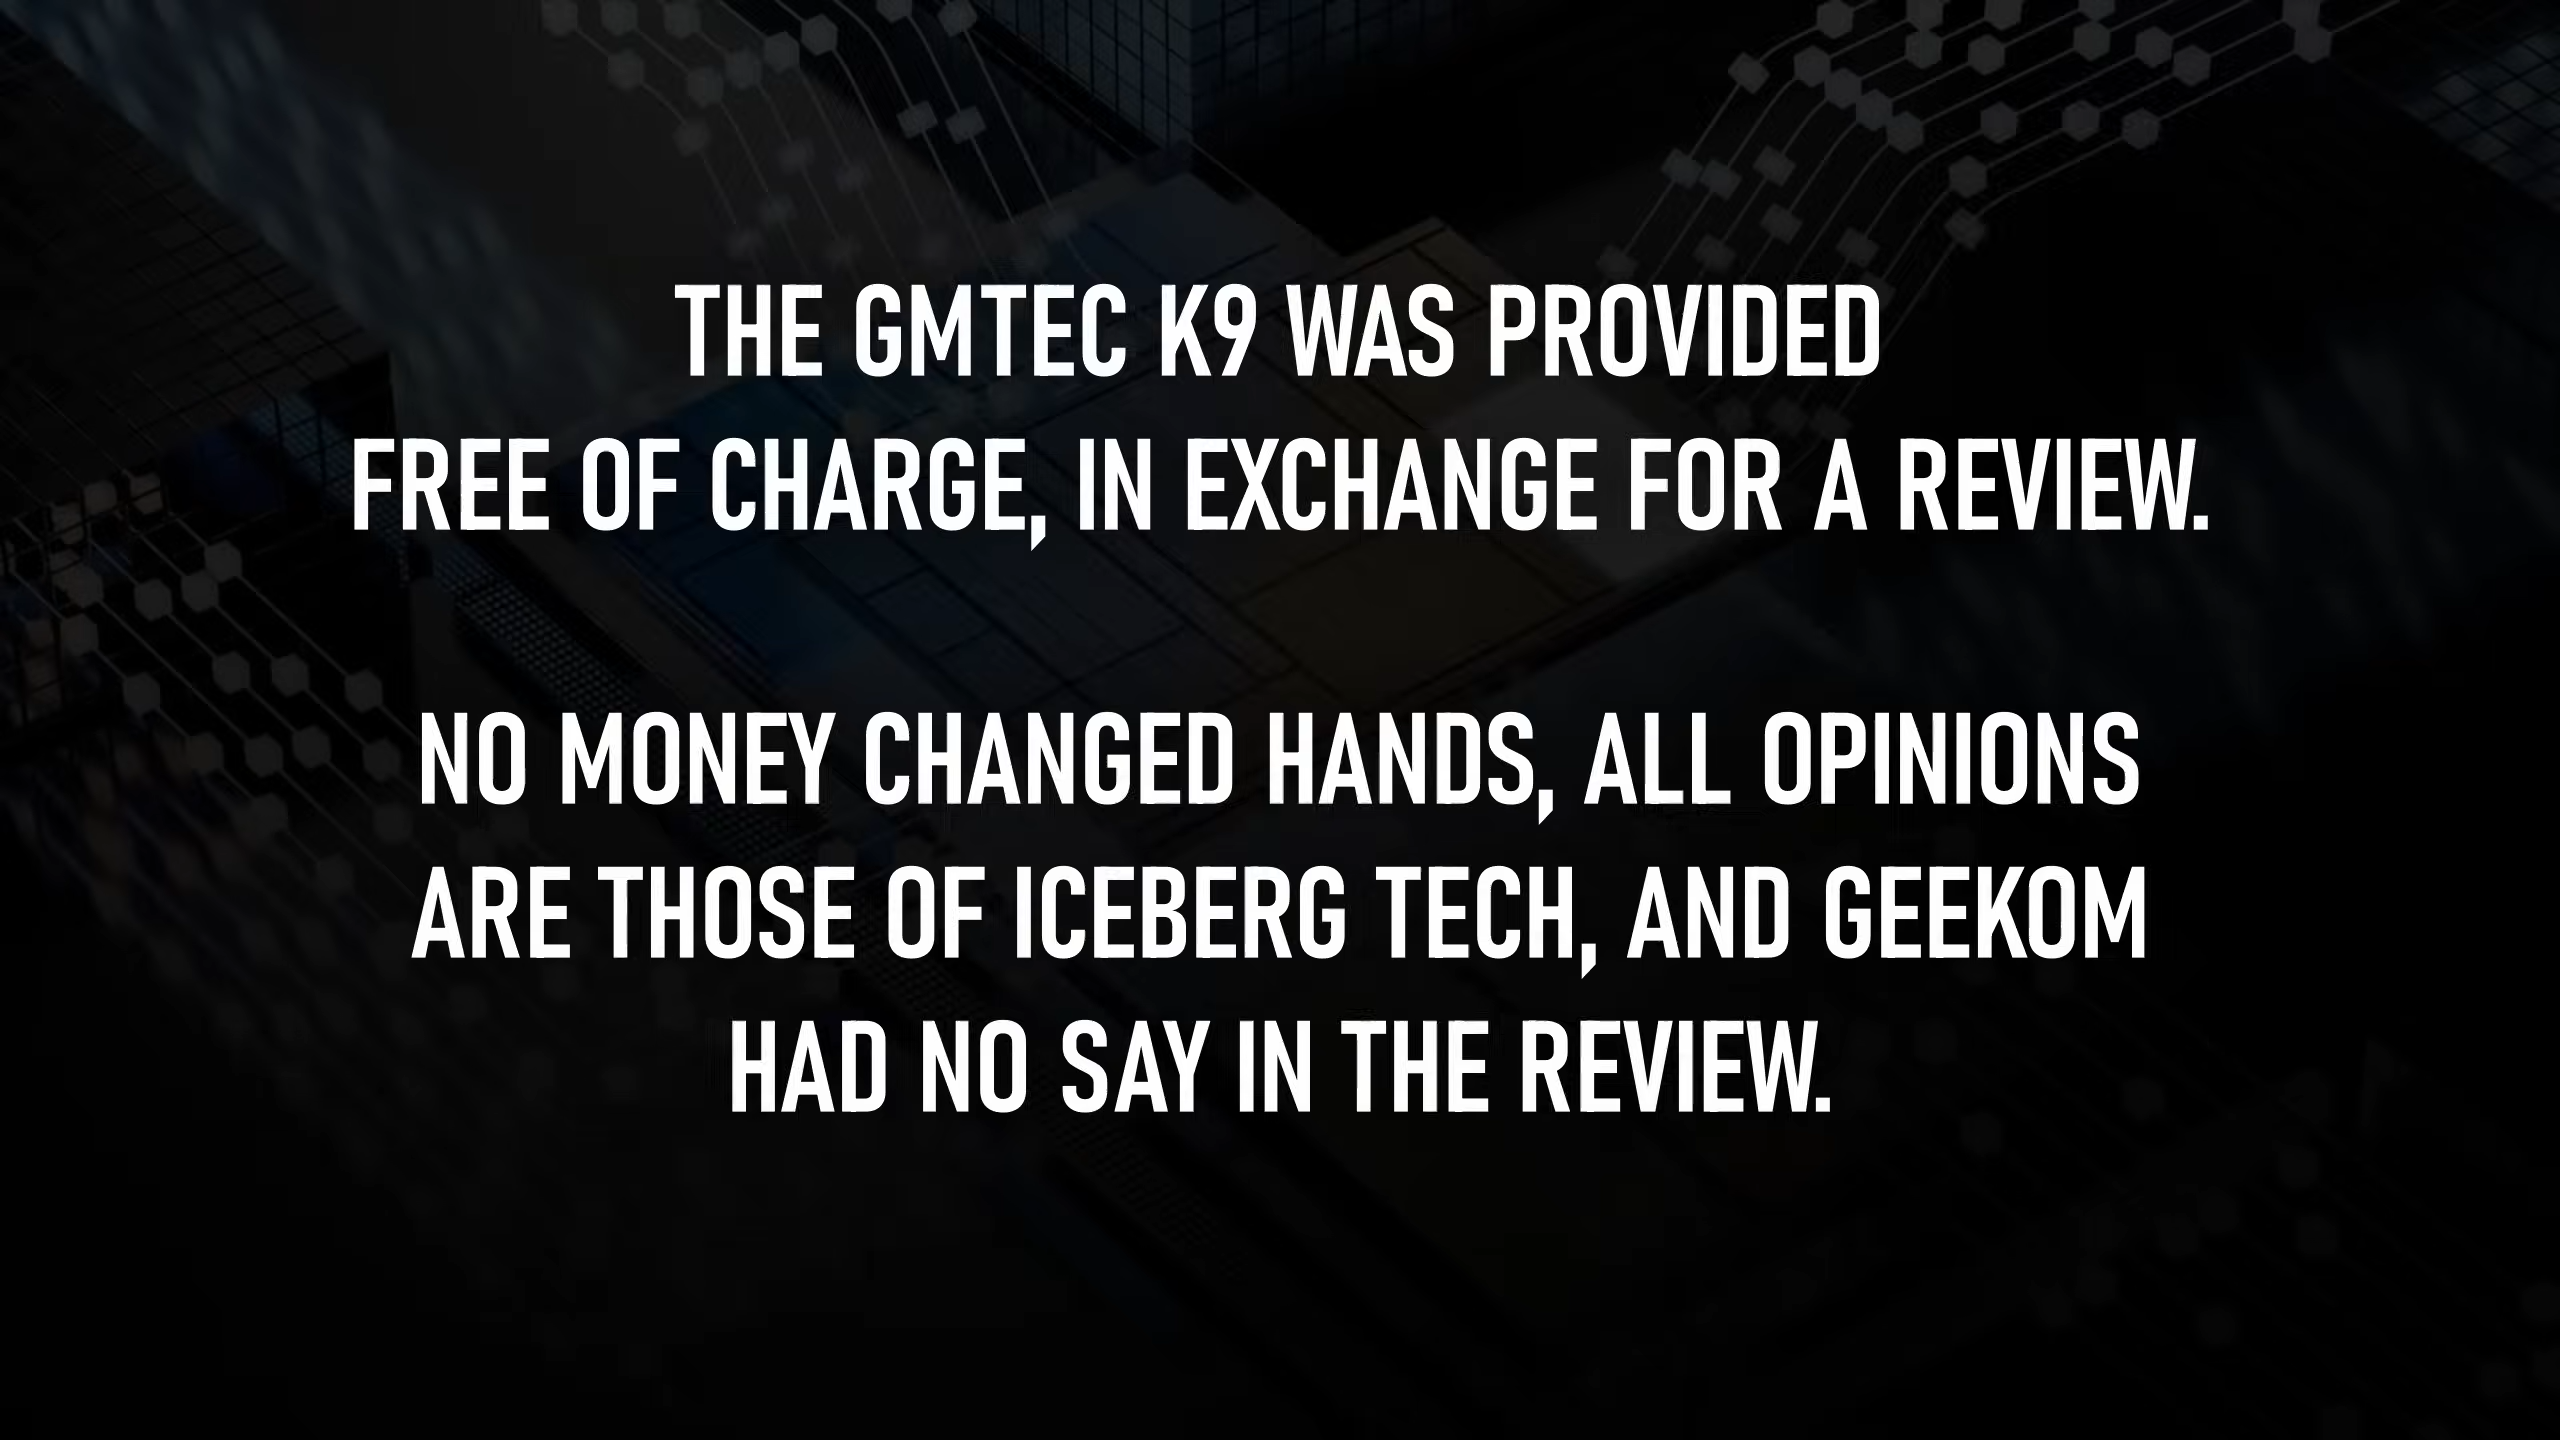 THE GMTEC K9 WAS PROVIDED
FREE OF CHARGE, IN EXCHANGE FOR A REVIEW.
NO MONEY CHANGED HANDS, ALL OPINIONS
ARE THOSE OF ICEBERG TECH, AND GEEKOM
HAD NO SAY IN THE REVIEW.